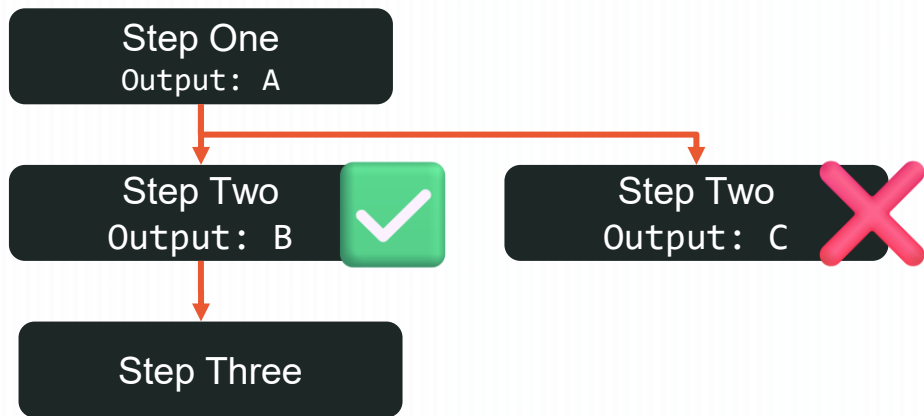 Step One
Output: A
Step Two
Output: B
Step Two
Output: C
Step Three